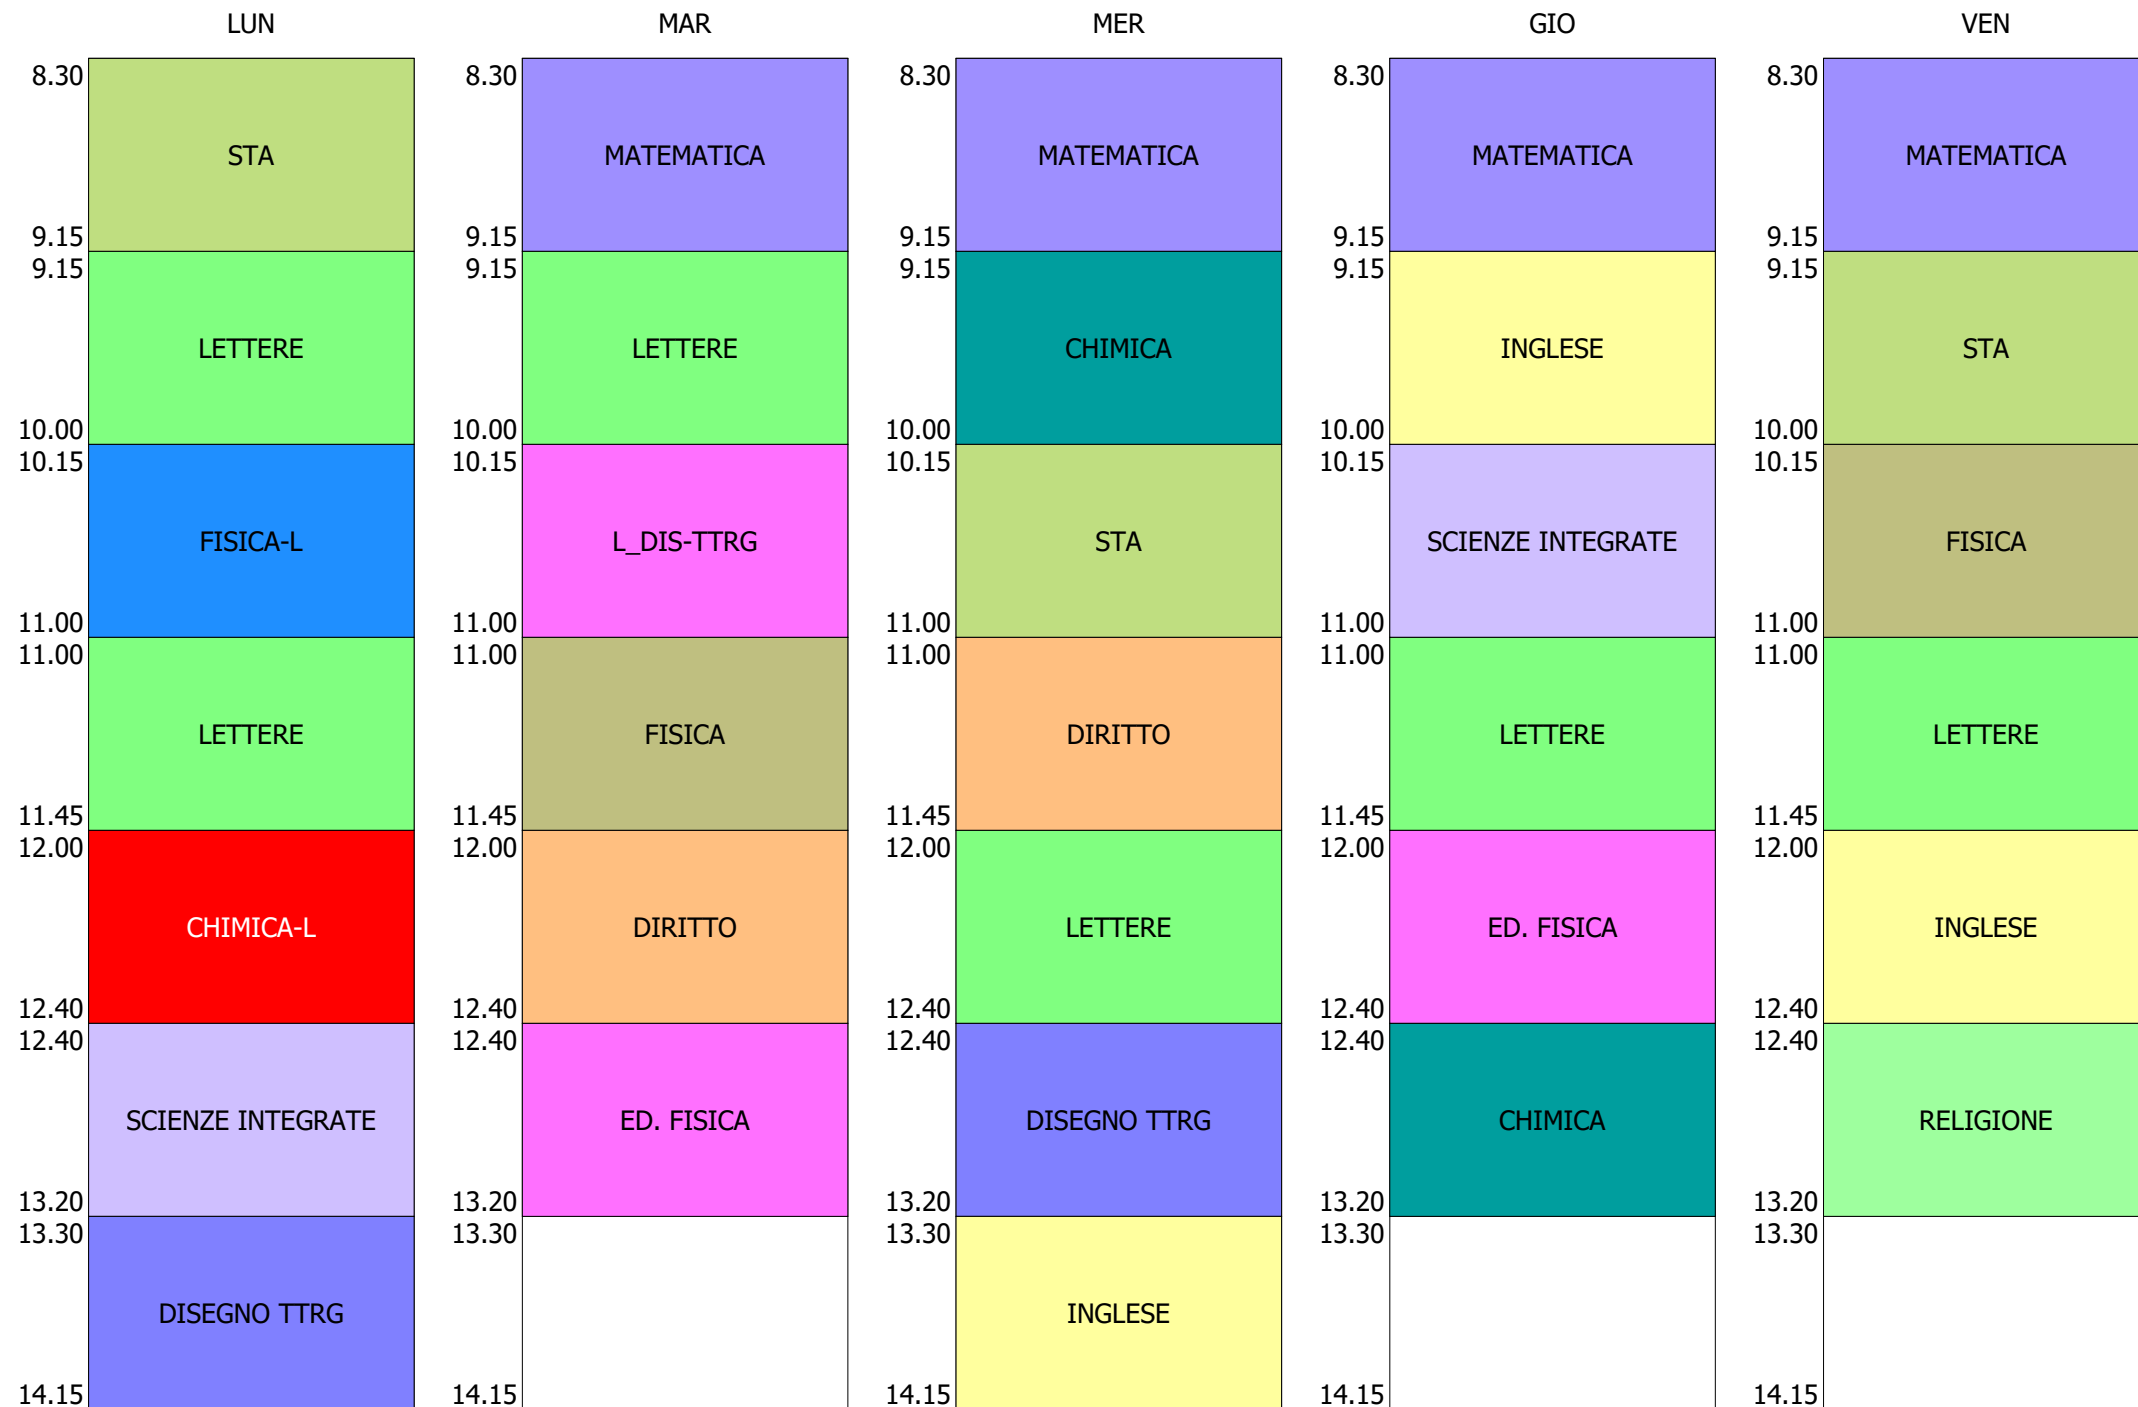 LUN MAR MER GIO VEN
8.30 8.30 8.30 8.30 8.30
STA MATEMATICA MATEMATICA MATEMATICA MATEMATICA
9.15 9.15 9.15 9.15 9.15
9.15 9.15 9.15 9.15 9.15
LETTERE LETTERE CHIMICA INGLESE STA
10.00 10.00 10.00 10.00 10.00
10.15 10.15 10.15 10.15 10.15
FISICA-L L_DIS-TTRG STA SCIENZE INTEGRATE FISICA
11.00 11.00 11.00 11.00 11.00
11.00 11.00 11.00 11.00 11.00
LETTERE FISICA DIRITTO LETTERE LETTERE
11.45 11.45 11.45 11.45 11.45
12.00 12.00 12.00 12.00 12.00
CHIMICA-L DIRITTO LETTERE ED. FISICA INGLESE
12.40 12.40 12.40 12.40 12.40
12.40 12.40 12.40 12.40 12.40
SCIENZE INTEGRATE ED. FISICA DISEGNO TTRG CHIMICA RELIGIONE
13.20 13.20 13.20 13.20 13.20
13.30 13.30 13.30 13.30 13.30
DISEGNO TTRG INGLESE
14.15 14.15 14.15 14.15 14.15